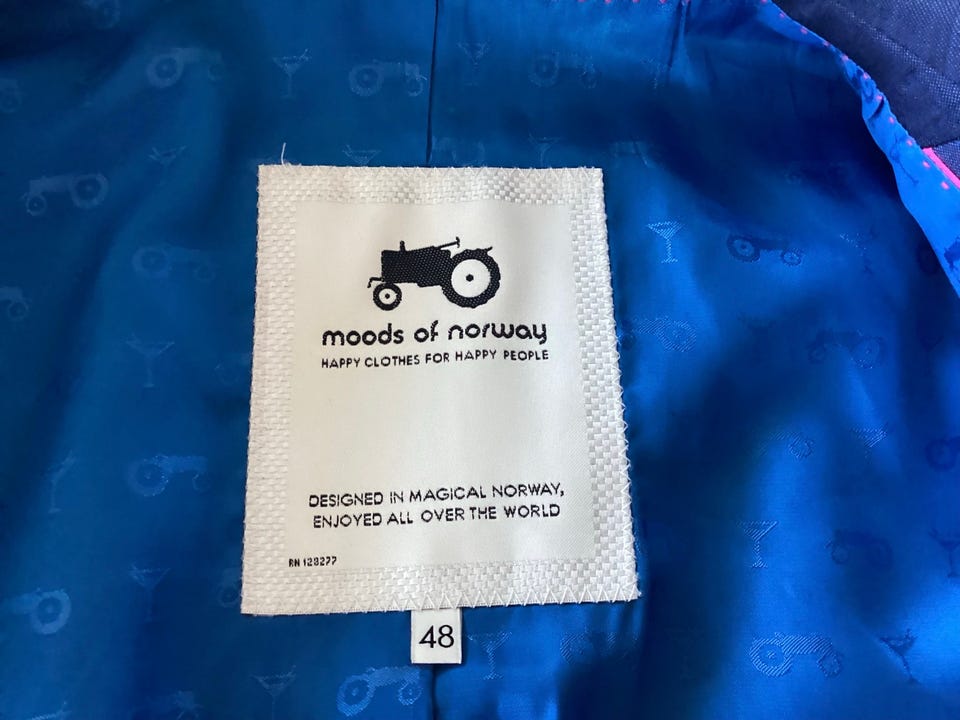 moods of norway
HAPPY CLOTHES FOR HAPPY PEOPLE
DESIGNED IN MAGICAL NORWAY,
ENJOYED ALL OVER THE WORLD
RN 128277
48